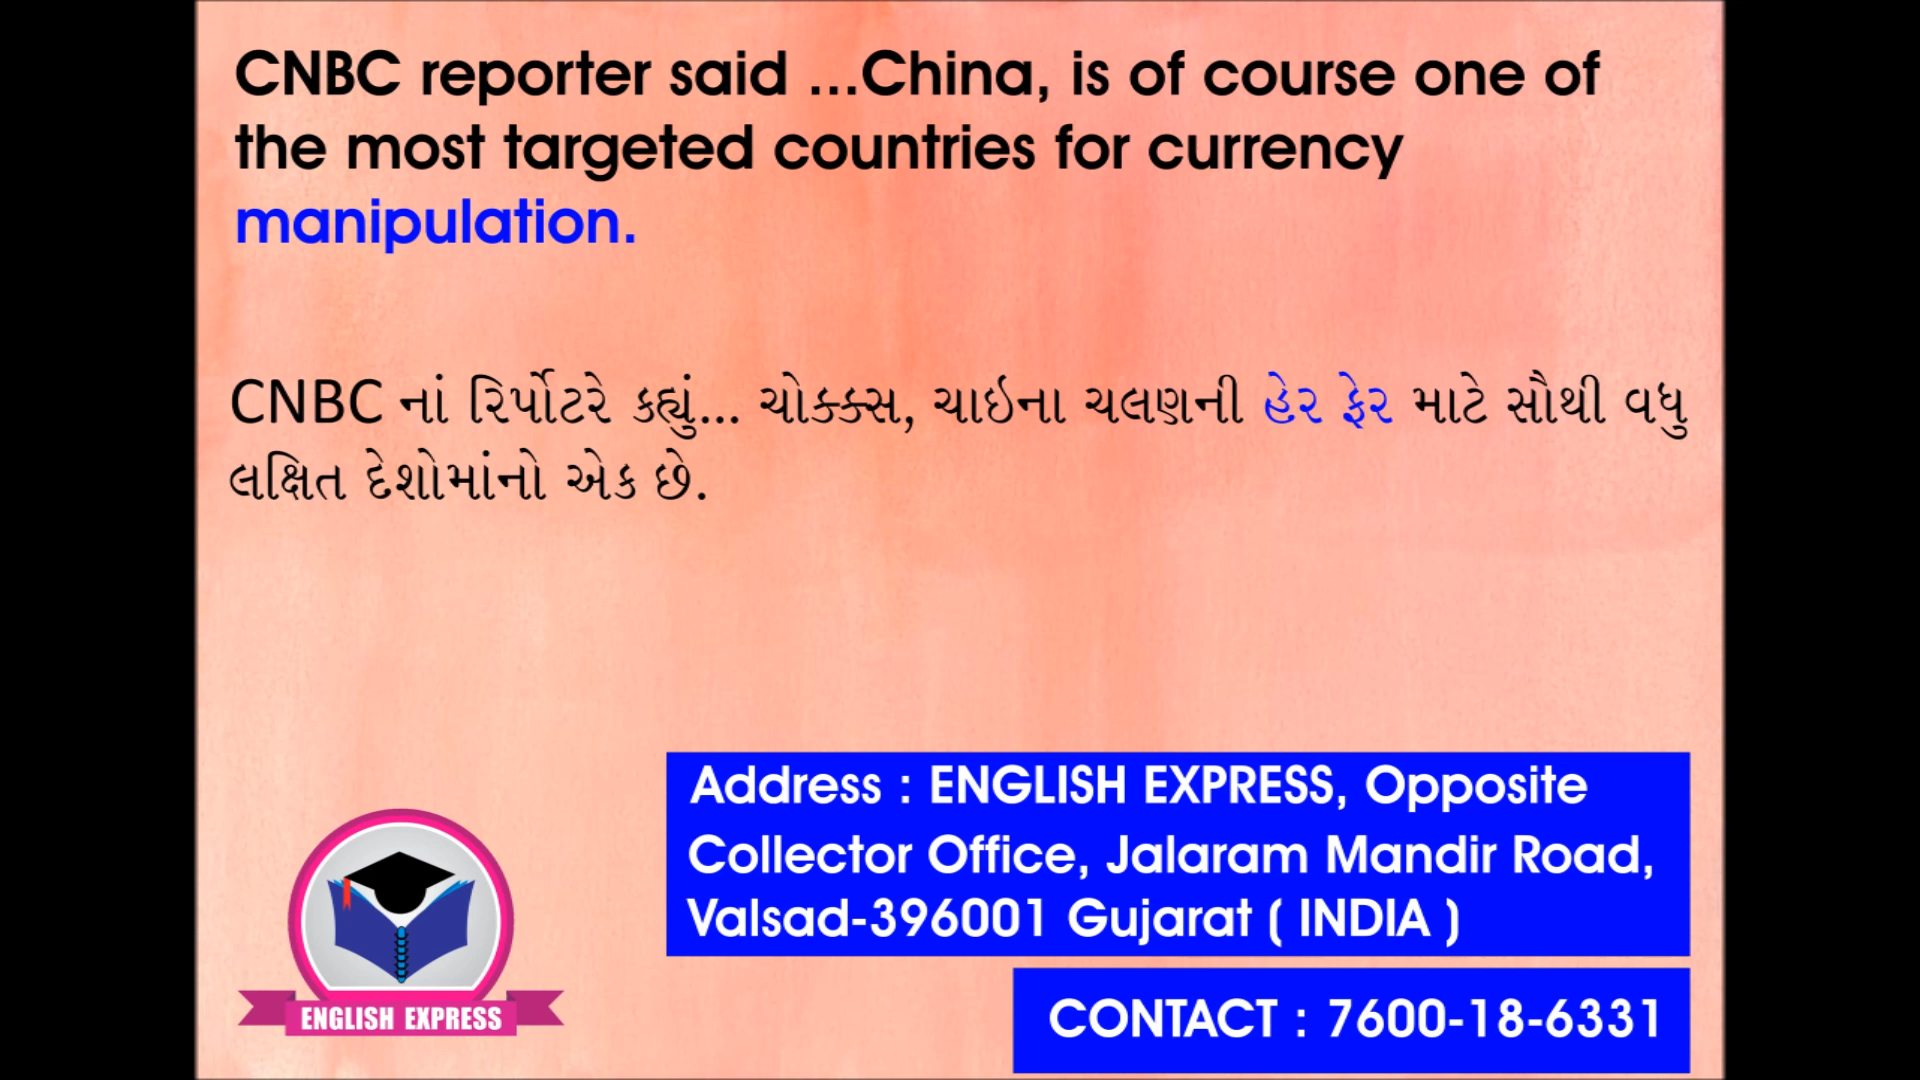 CNBC reporter said ...China, is of course one of
the most targeted countries for currency
manipulation.
CNBC નાં રિપોર્ટરે કહ્યું... ચોક્ક્સ, ચાઇના ચલણની હેર ફેર માટે સૌથી વધુ
લક્ષિત દેશોમાંનો એક છે.
Address : ENGLISH EXPRESS, Opposite
Collector Office, Jalaram Mandir Road,
Valsad-396001 Gujarat ( INDIA )
ENGLISH EXPRESS
CONTACT : 7600-18-6331